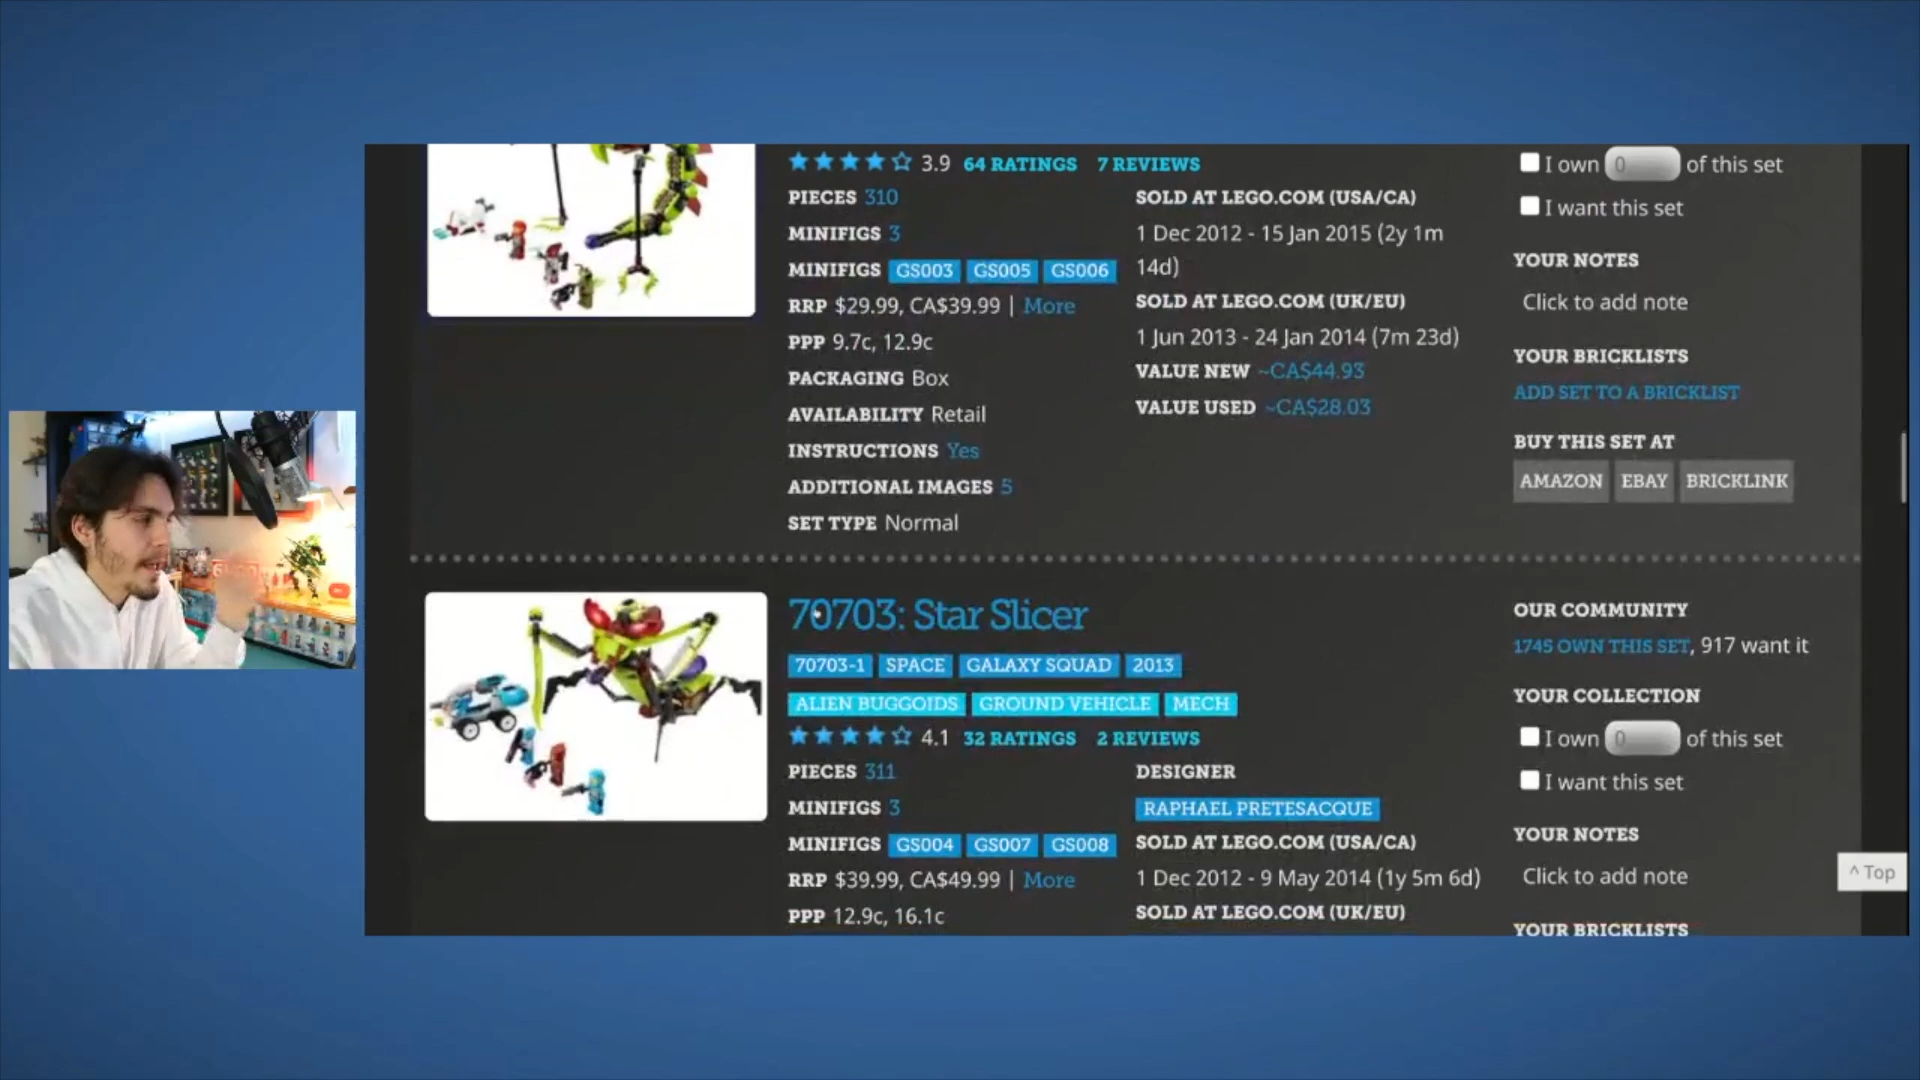 ★★★★☆ 3.9 64 RATINGS 7 REVIEWS
PIECES 310
MINIFIGS 3
MINIFIGS GS003 GS005 GS006
RRP $29.99, CA$39.99 | More
PPP 9.7c, 12.9c
PACKAGING Box
AVAILABILITY Retail
INSTRUCTIONS Yes
ADDITIONAL IMAGES 5
SET TYPE Normal
SOLD AT LEGO.COM (USA/CA)
1 Dec 2012 - 15 Jan 2015 (2y 1m
14d)
SOLD AT LEGO.COM (UK/EU)
1 Jun 2013 - 24 Jan 2014 (7m 23d)
VALUE NEW ~CA$44.93
VALUE USED ~CA$28.03
I own 0 of this set
I want this set
YOUR NOTES
Click to add note
YOUR BRICKLISTS
ADD SET TO A BRICKLIST
BUY THIS SET AT
AMAZON EBAY BRICKLINK
70703: Star Slicer
70703-1 SPACE GALAXY SQUAD 2013
ALIEN BUGGOIDS GROUND VEHICLE MECH
★★★★☆ 4.1 32 RATINGS 2 REVIEWS
PIECES 311
MINIFIGS 3
MINIFIGS GS004 GS007 GS008
RRP $39.99, CA$49.99 | More
PPP 12.9c, 16.1c
DESIGNER
RAPHAEL PRETESACQUE
SOLD AT LEGO.COM (USA/CA)
1 Dec 2012 - 9 May 2014 (1y 5m 6d)
SOLD AT LEGO.COM (UK/EU)
OUR COMMUNITY
1745 OWN THIS SET, 917 want it
YOUR COLLECTION
I own 0 of this set
I want this set
YOUR NOTES
Click to add note
YOUR BRICKLISTS
^ Top